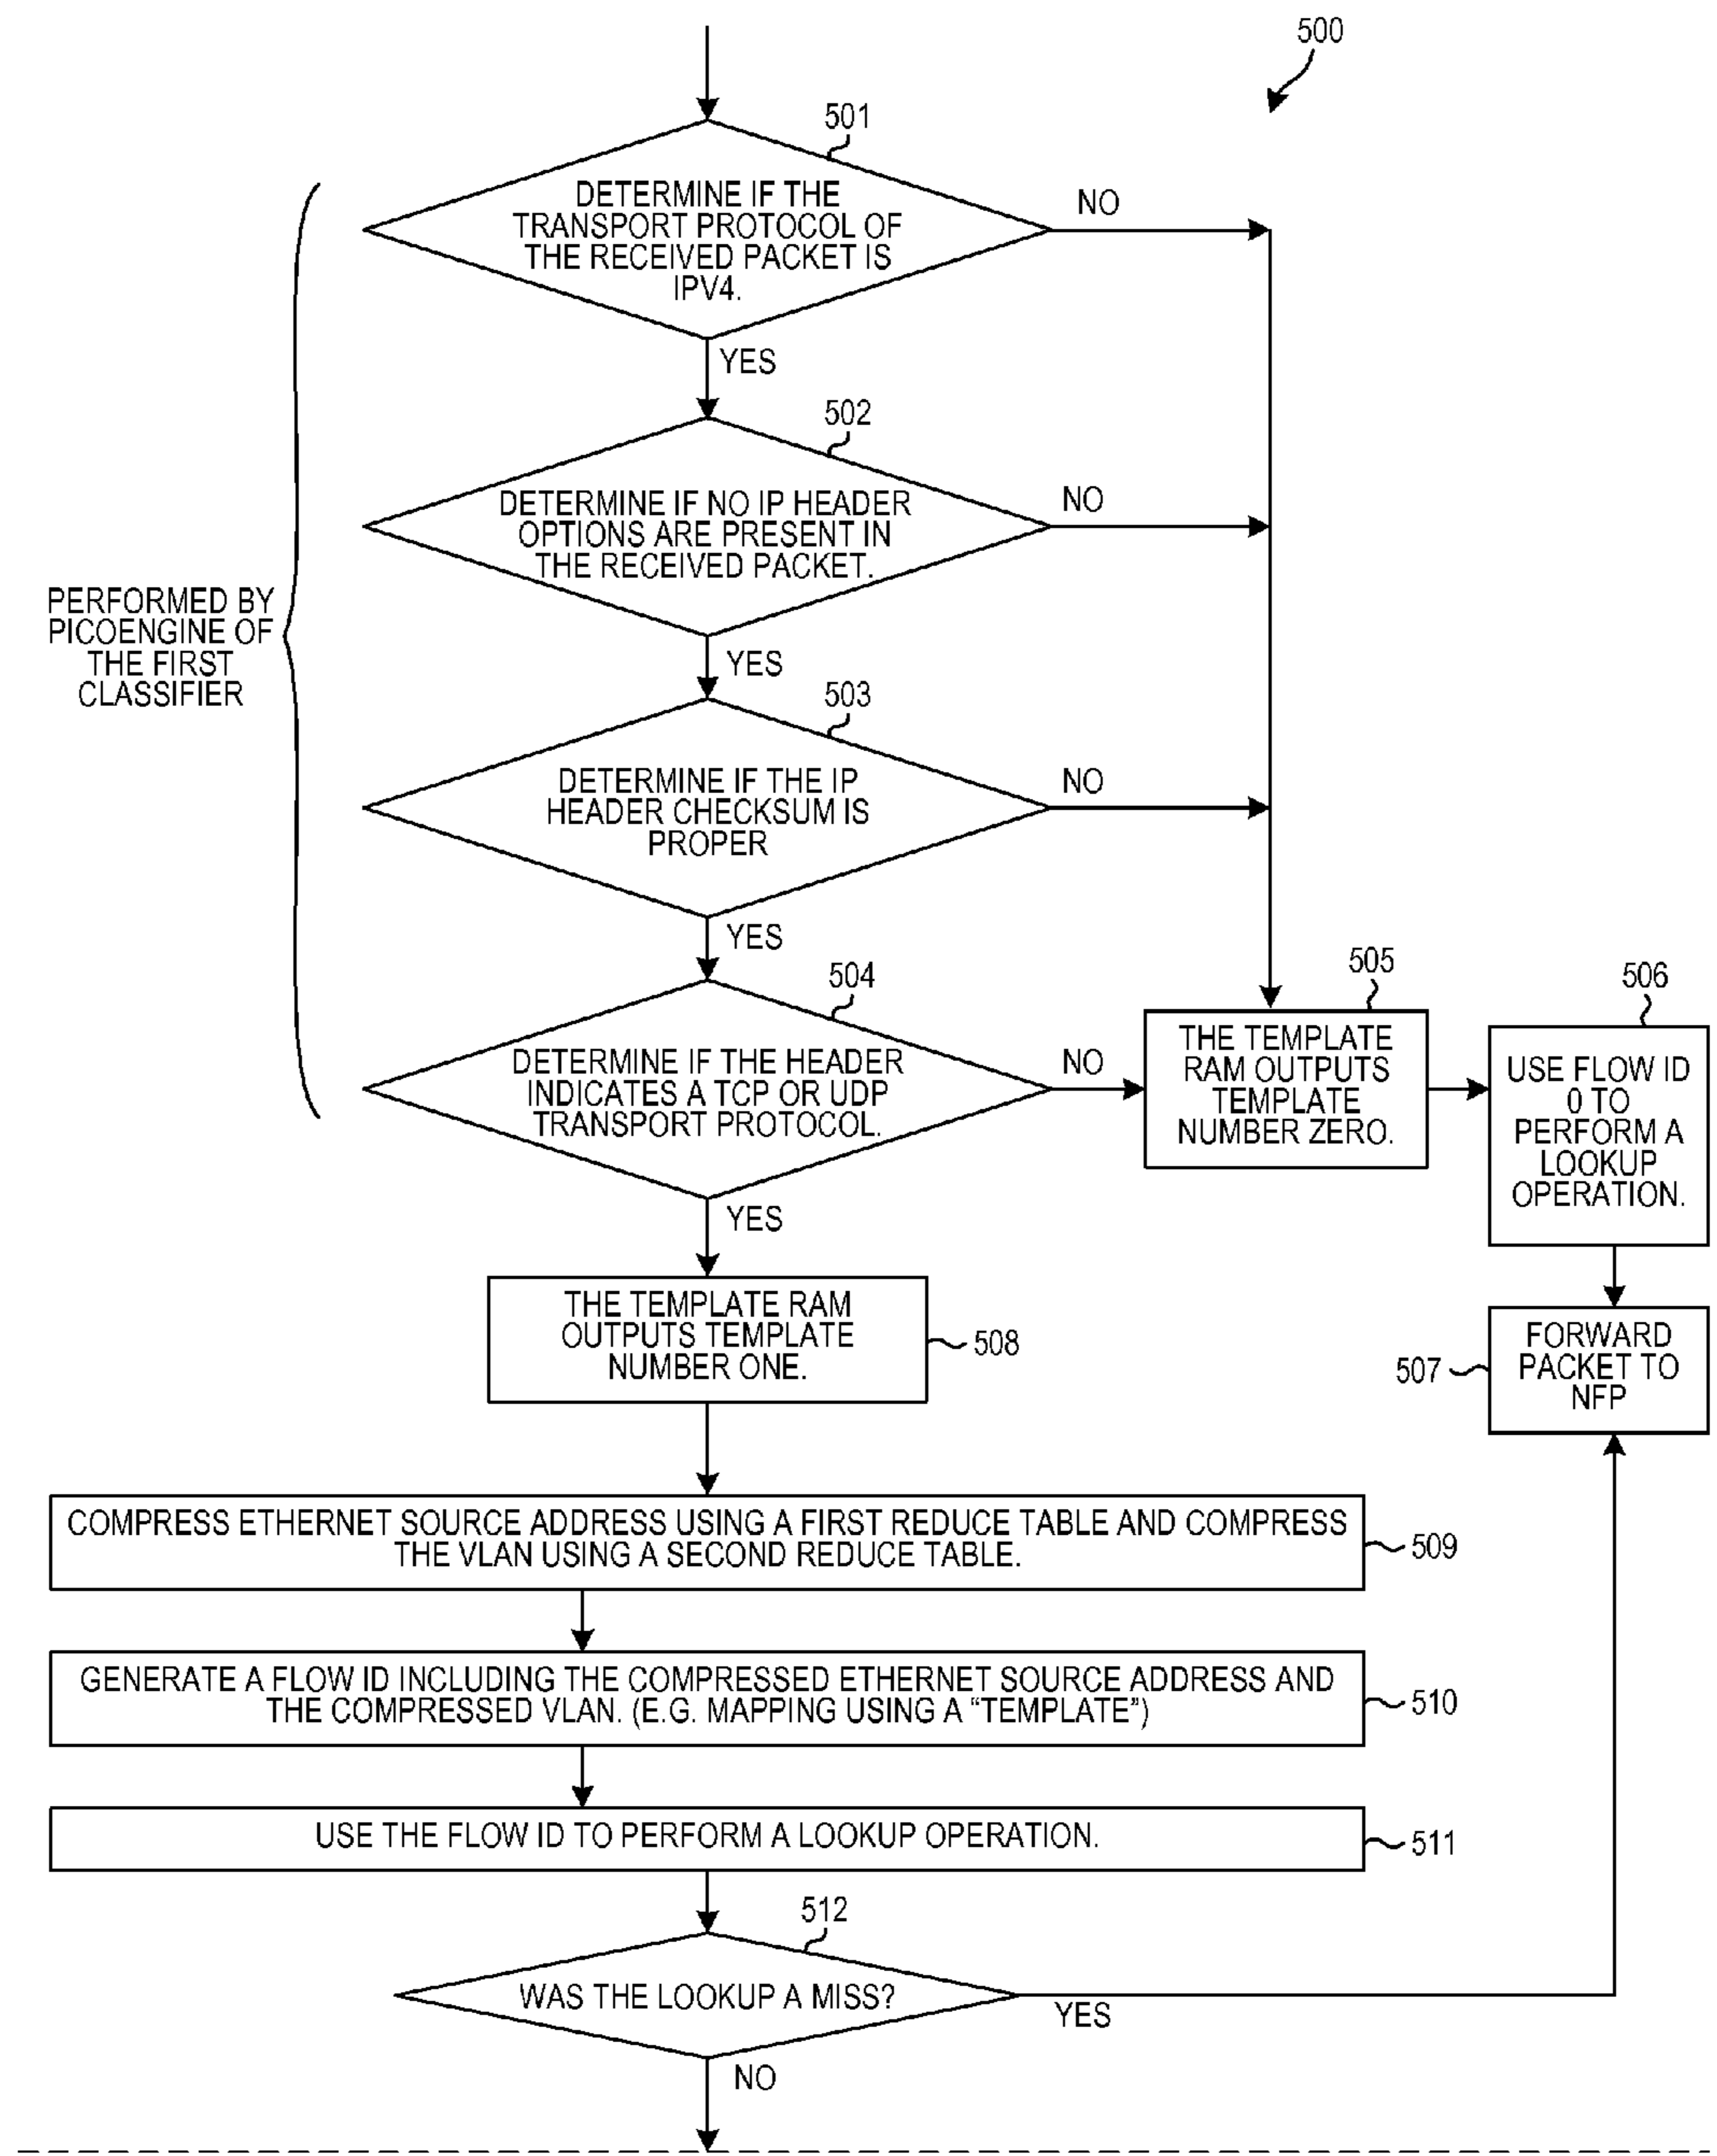 500
501
DETERMINE IF THE
TRANSPORT PROTOCOL OF
THE RECEIVED PACKET IS
IPV4.
NO
YES
502
DETERMINE IF NO IP HEADER
OPTIONS ARE PRESENT IN
THE RECEIVED PACKET.
NO
PERFORMED BY
PICOENGINE OF
THE FIRST
CLASSIFIER
YES
503
DETERMINE IF THE IP
HEADER CHECKSUM IS
PROPER
NO
YES
504
DETERMINE IF THE HEADER
INDICATES A TCP OR UDP
TRANSPORT PROTOCOL.
NO
505
THE TEMPLATE
RAM OUTPUTS
TEMPLATE
NUMBER ZERO.
506
USE FLOW ID
0 TO
PERFORM A
LOOKUP
OPERATION.
YES
THE TEMPLATE RAM
OUTPUTS TEMPLATE
NUMBER ONE.
508
507
FORWARD
PACKET TO
NFP
COMPRESS ETHERNET SOURCE ADDRESS USING A FIRST REDUCE TABLE AND COMPRESS
THE VLAN USING A SECOND REDUCE TABLE.
509
GENERATE A FLOW ID INCLUDING THE COMPRESSED ETHERNET SOURCE ADDRESS AND
THE COMPRESSED VLAN. (E.G. MAPPING USING A “TEMPLATE”)
510
USE THE FLOW ID TO PERFORM A LOOKUP OPERATION.
511
512
WAS THE LOOKUP A MISS?
YES
NO